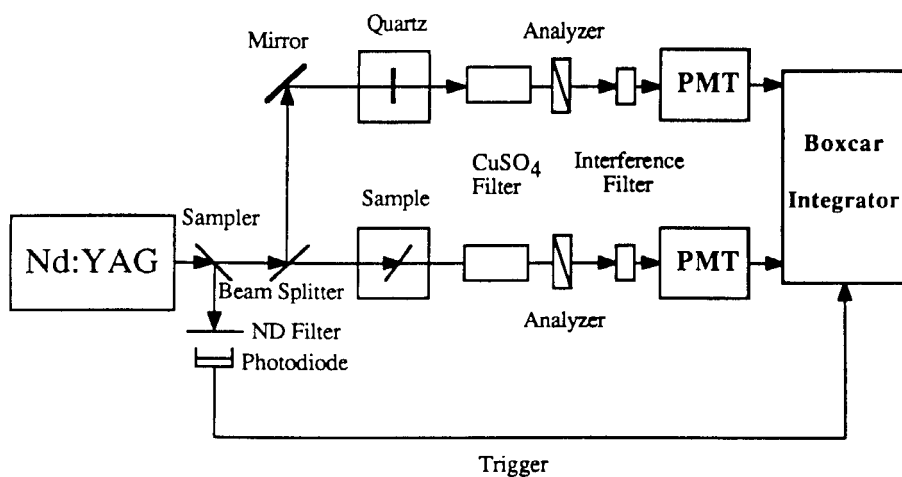 Quartz
Analyzer
Mirror
PMT
Boxcar
Integrator
CuSO4
Filter
Interference
Filter
Sampler
Sample
Nd:YAG
PMT
Beam Splitter
Analyzer
ND Filter
Photodiode
Trigger